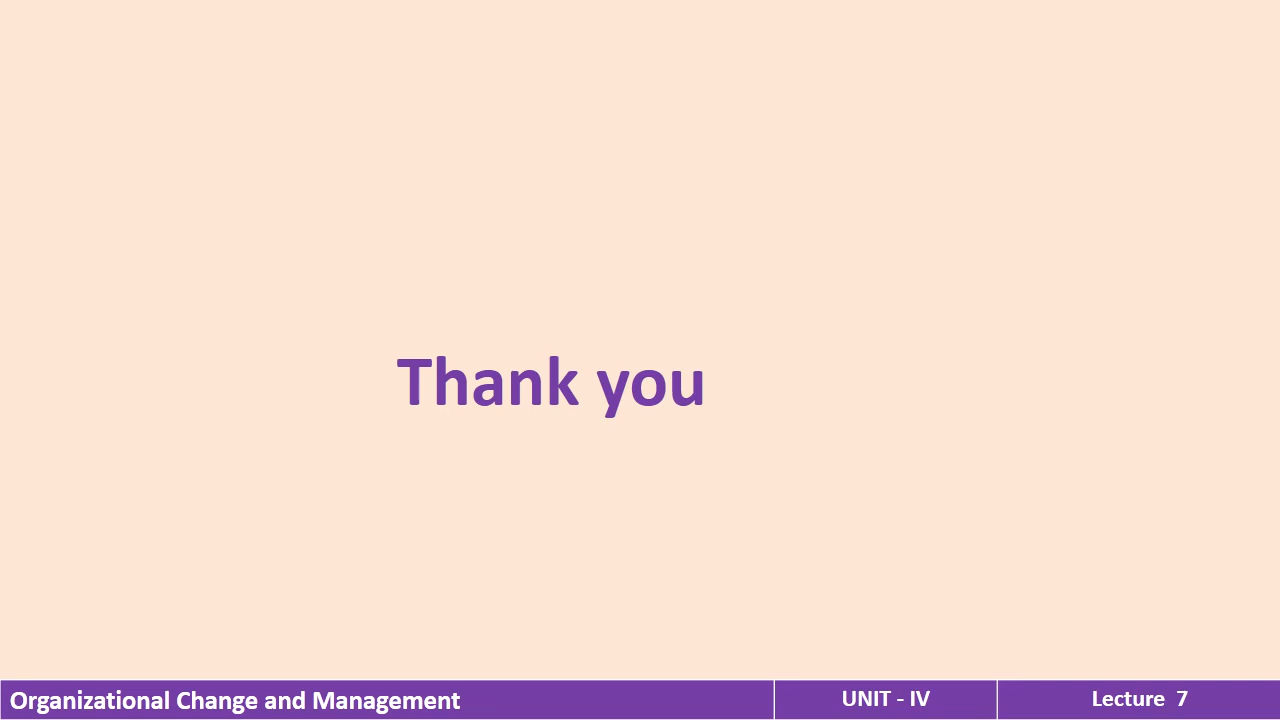 Thank you
Organizational Change and Management
UNIT - IV
Lecture 7